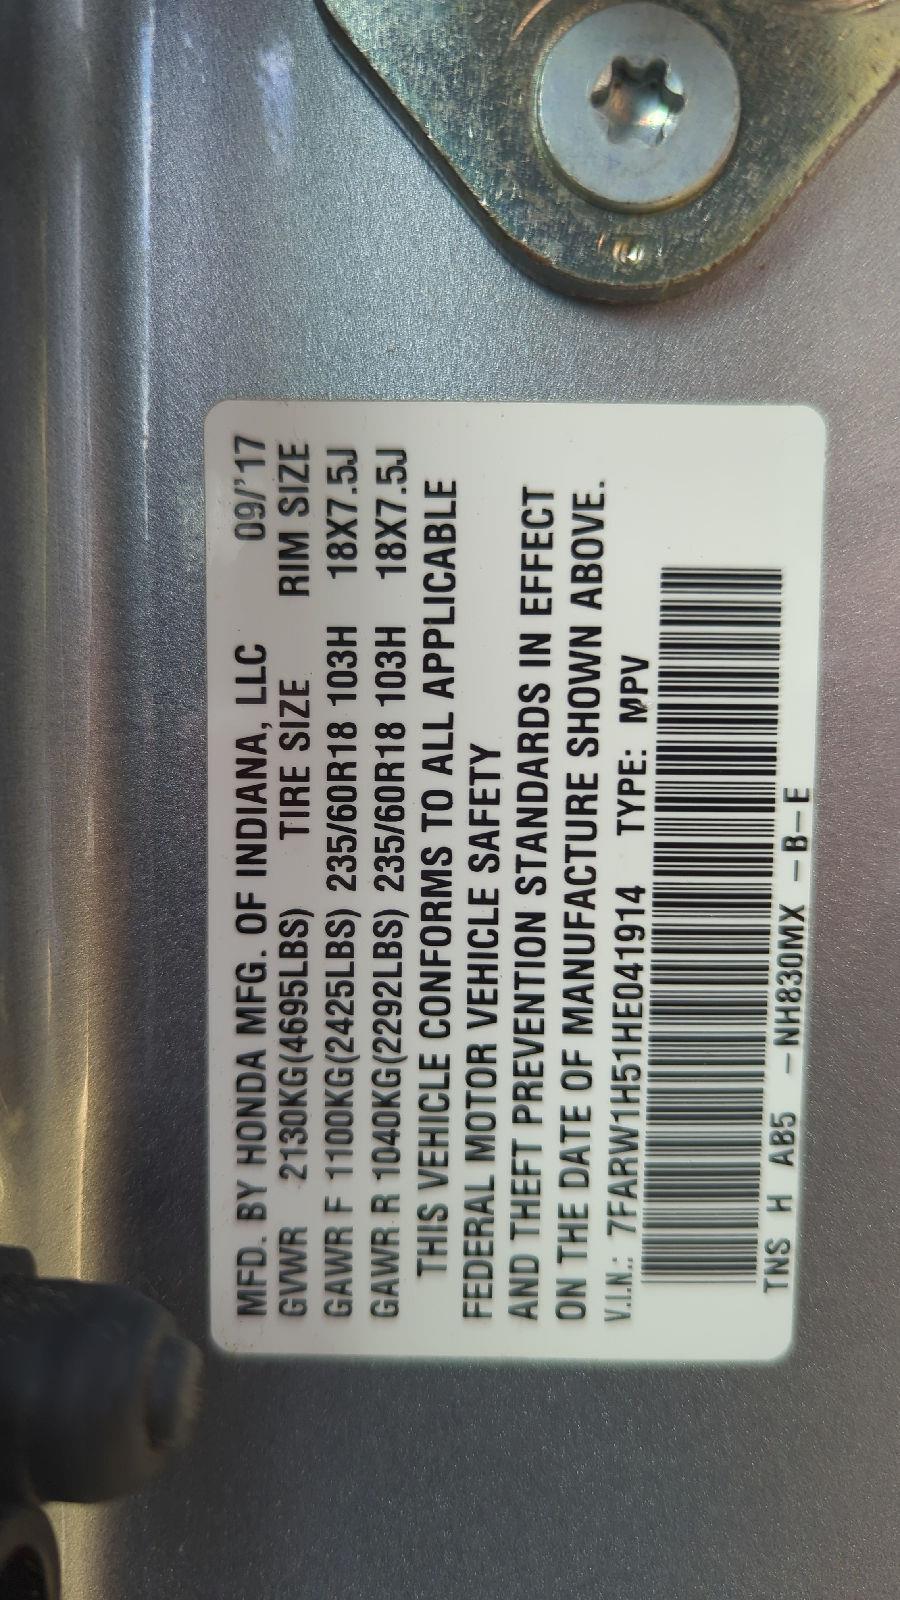 MFD. BY HONDA MFG. OF INDIANA, LLC 09/'17
GVWR 2130KG(4695LBS) TIRE SIZE RIM SIZE
GAWR F 1100KG(2425LBS) 235/60R18 103H 18X7.5J
GAWR R 1040KG(2292LBS) 235/60R18 103H 18X7.5J
THIS VEHICLE CONFORMS TO ALL APPLICABLE
FEDERAL MOTOR VEHICLE SAFETY
AND THEFT PREVENTION STANDARDS IN EFFECT
ON THE DATE OF MANUFACTURE SHOWN ABOVE.
V.I.N.: 7FARW1H51HE041914 TYPE: MPV
TNS H AB5 -NH830MX -B-E